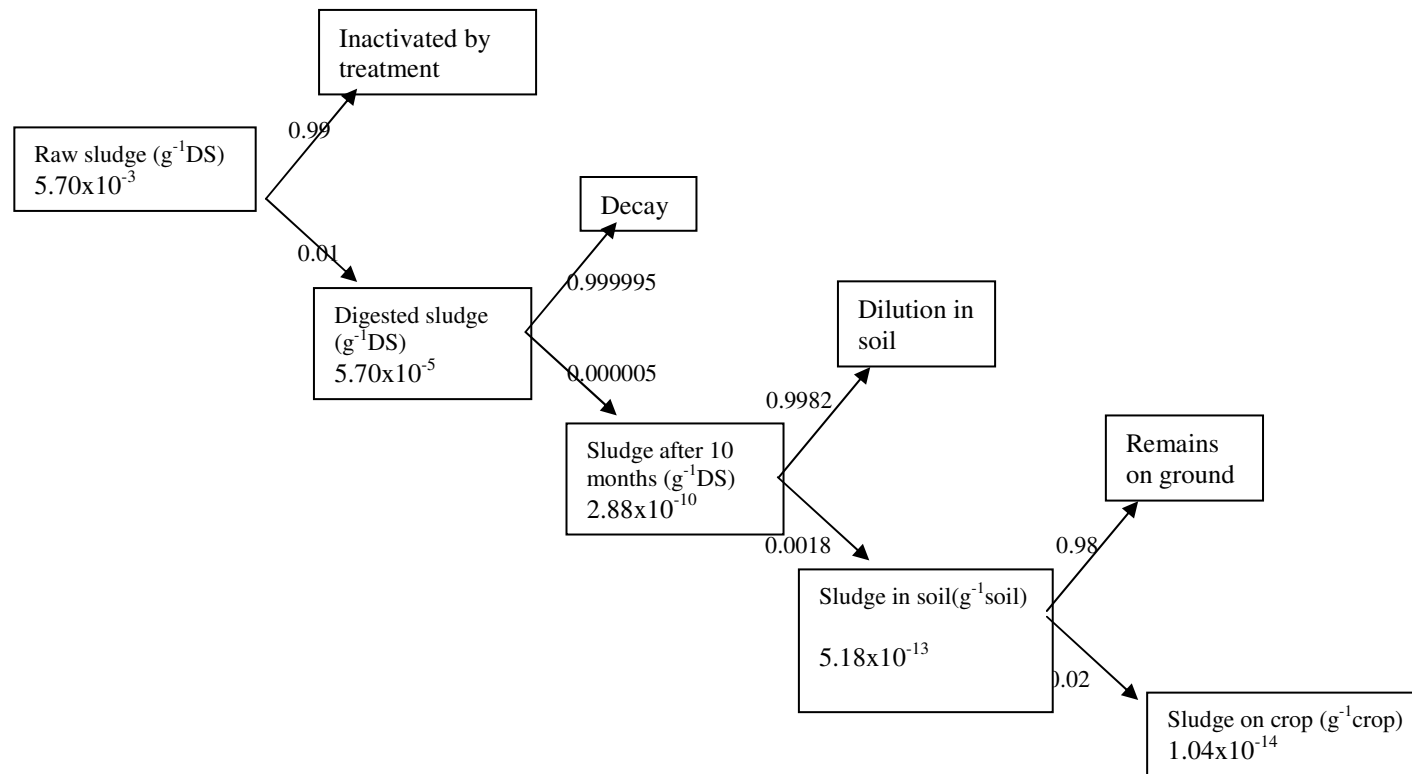 Inactivated by
treatment
0.99
Raw sludge (g⁻¹DS)
5.70x10⁻³
0.01
Decay
0.999995
Digested sludge
(g⁻¹DS)
5.70x10⁻⁵
0.000005
Dilution in
soil
0.9982
Sludge after 10
months (g⁻¹DS)
2.88x10⁻¹⁰
0.0018
Remains
on ground
0.98
Sludge in soil(g⁻¹soil)
5.18x10⁻¹³
0.02
Sludge on crop (g⁻¹crop)
1.04x10⁻¹⁴